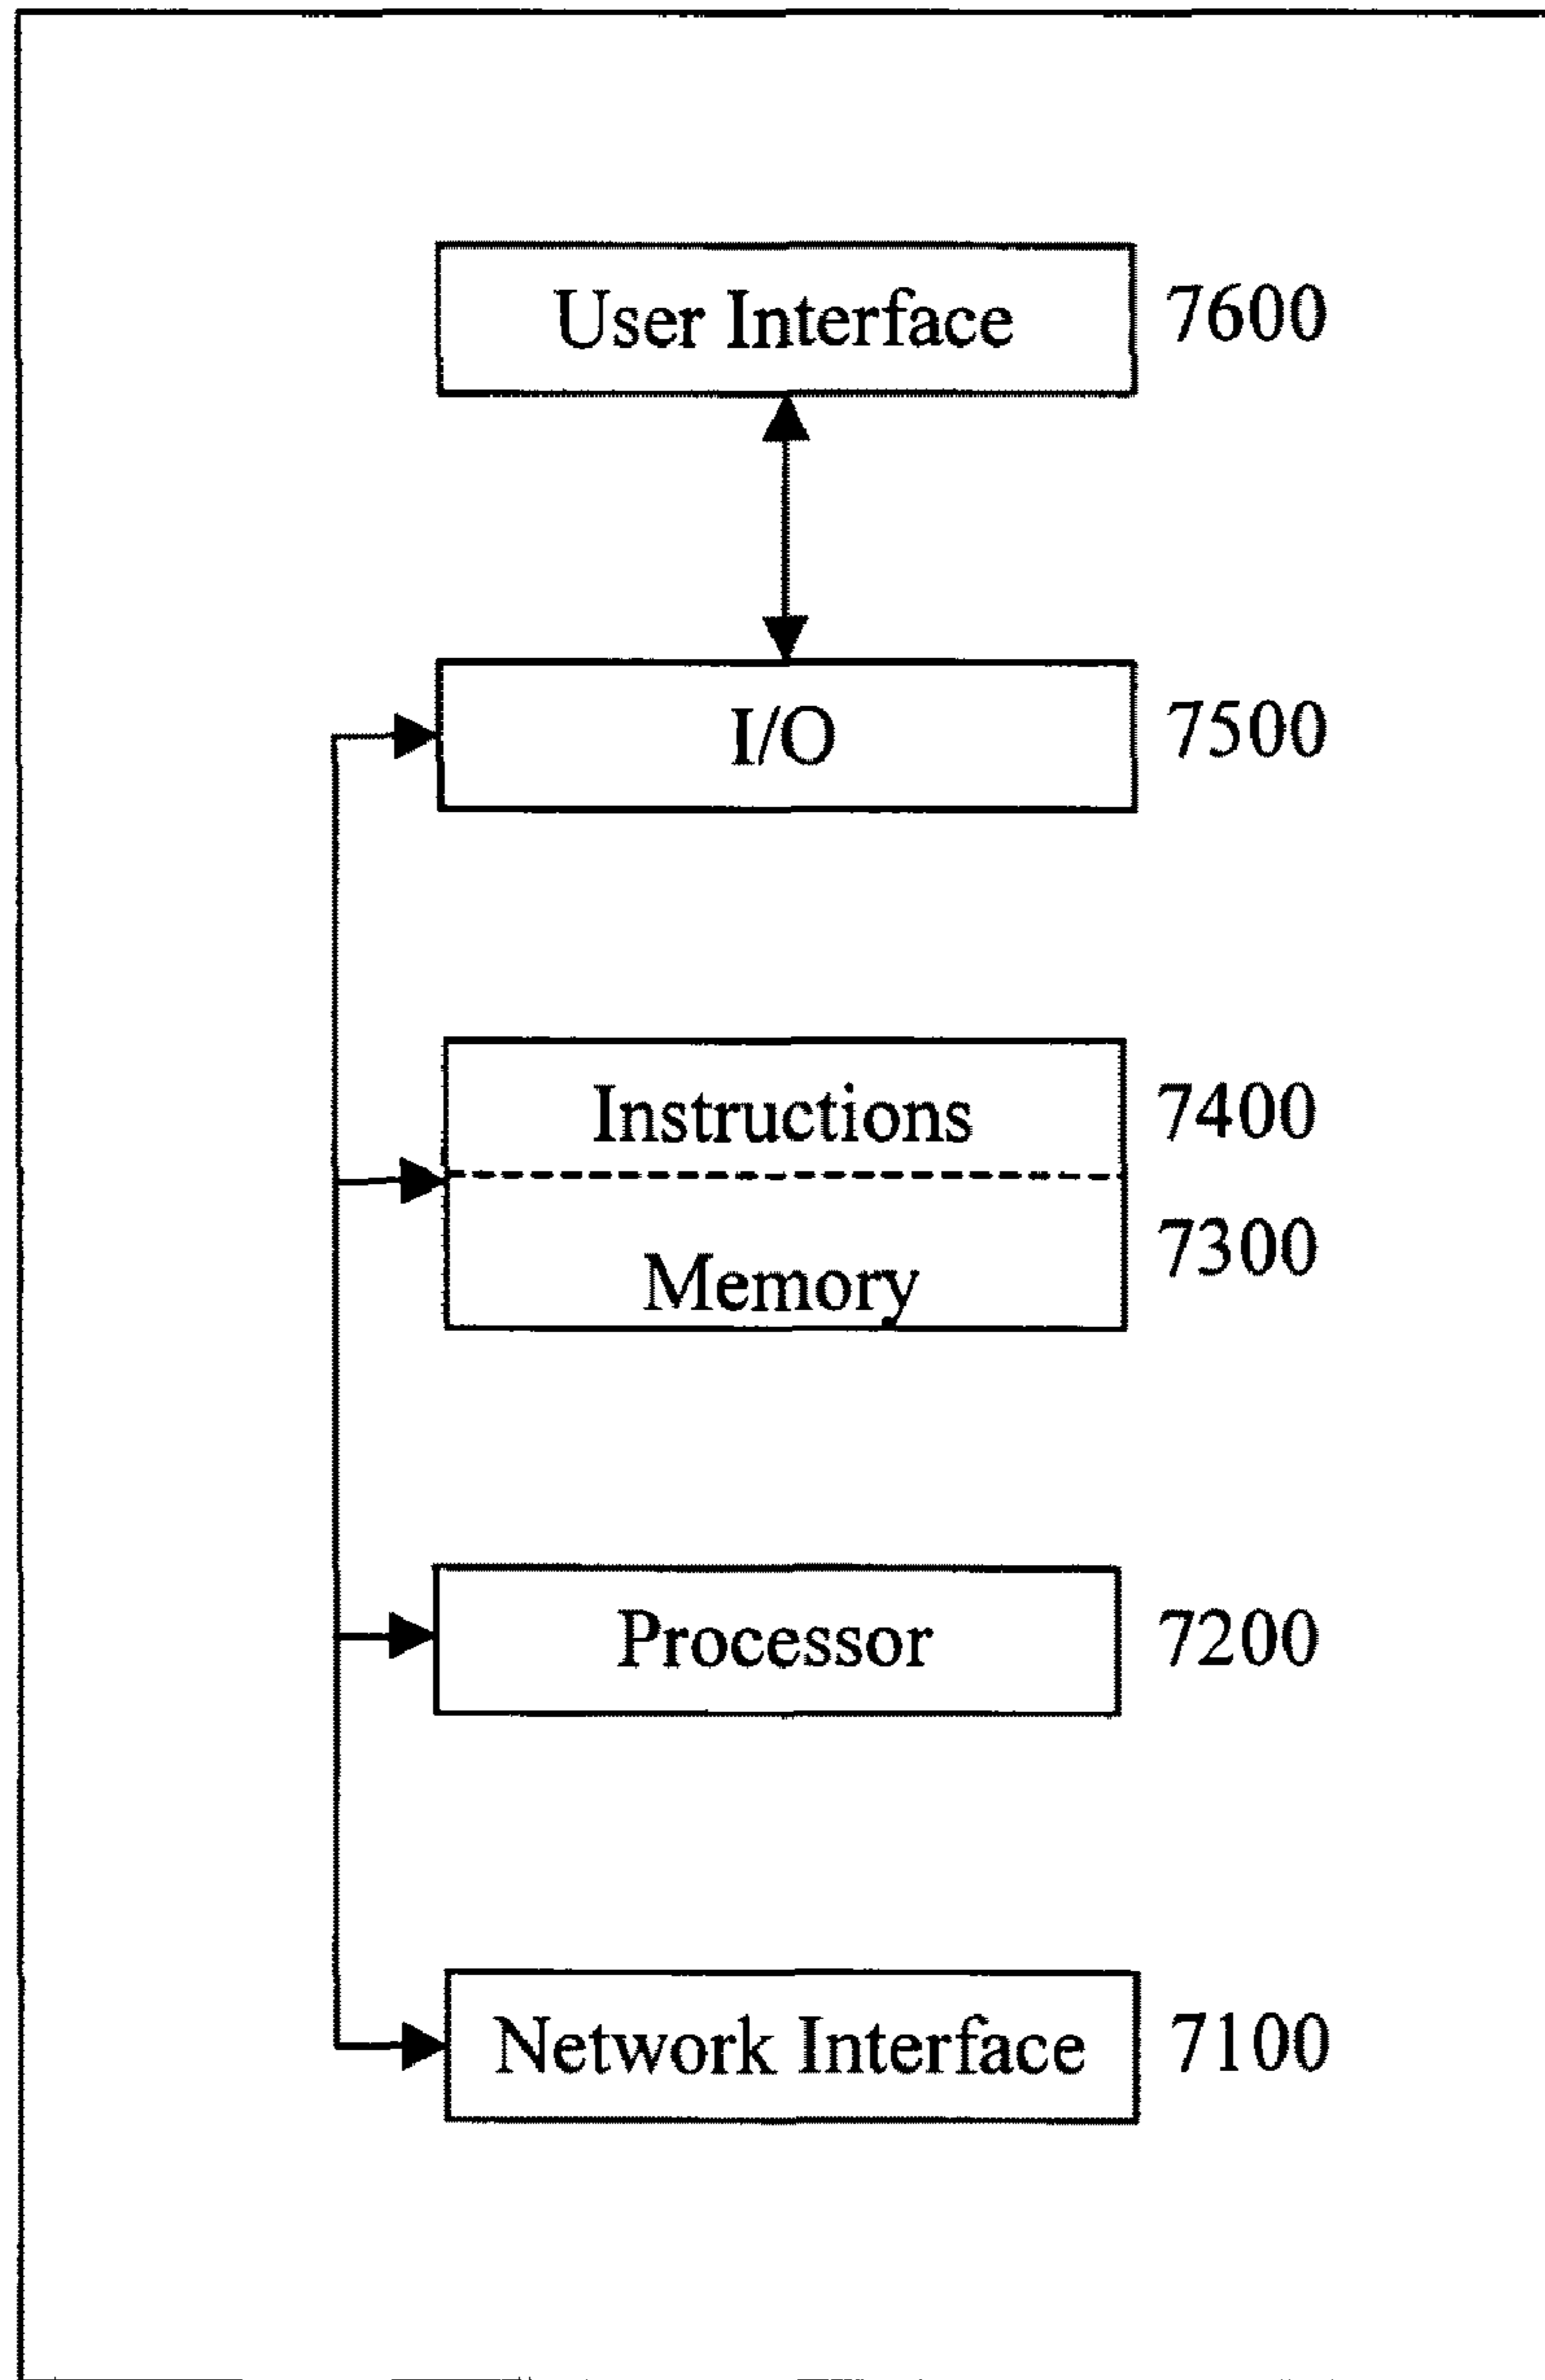 User Interface 7600
I/O 7500
Instructions 7400
Memory 7300
Processor 7200
Network Interface 7100